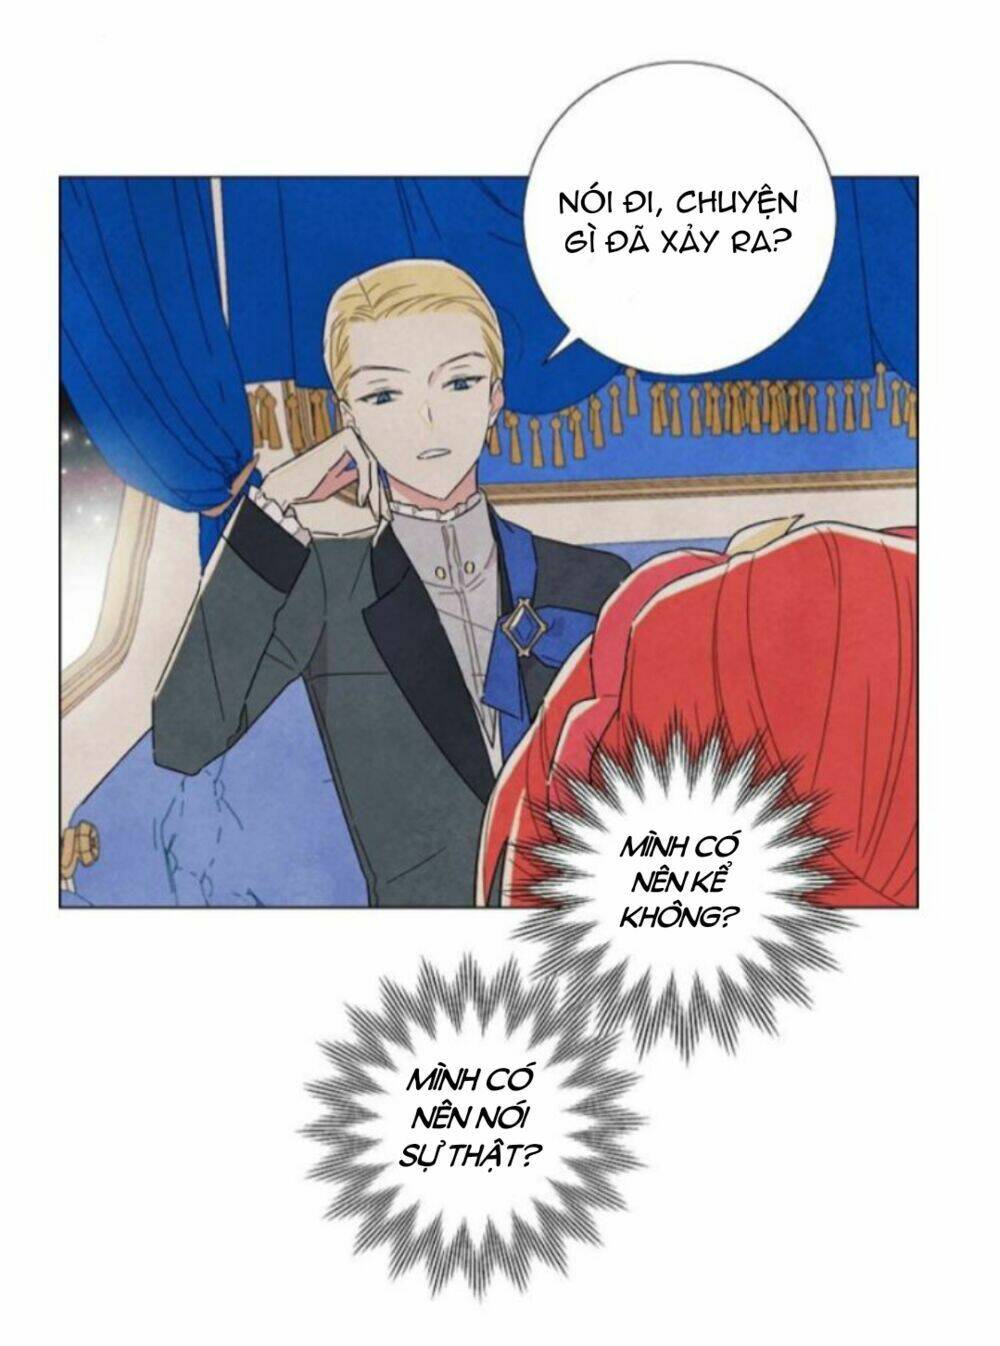 NÓI ĐI, CHUYỆN
GÌ ĐÃ XẢY RA?
MÌNH CÓ
NÊN KỂ
KHÔNG?
MÌNH CÓ
NÊN NÓI
SỰ THẬT?